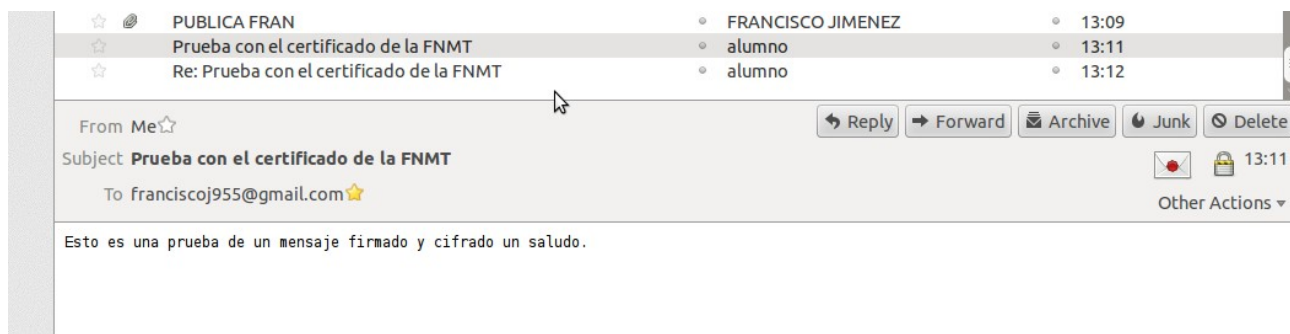 PUBLICA FRAN FRANCISCO JIMENEZ 13:09
Prueba con el certificado de la FNMT alumno 13:11
Re: Prueba con el certificado de la FNMT alumno 13:12
From Me Reply Forward Archive Junk Delete
Subject Prueba con el certificado de la FNMT 13:11
To franciscoj955@gmail.com
Other Actions
Esto es una prueba de un mensaje firmado y cifrado un saludo.